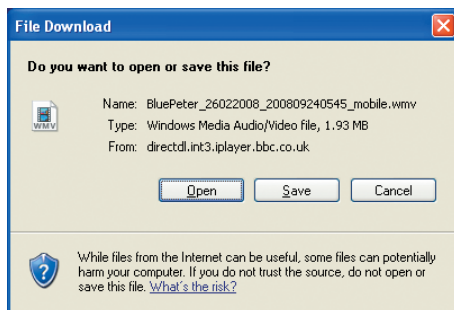 File Download
Do you want to open or save this file?
Name: BluePeter_26022008_200809240545_mobile.wmv
WMV
Type: Windows Media Audio/Video file, 1.93 MB
From: directdl.int3.iplayer.bbc.co.uk
Open Save Cancel
While files from the Internet can be useful, some files can potentially
harm your computer. If you do not trust the source, do not open or
save this file. What's the risk?